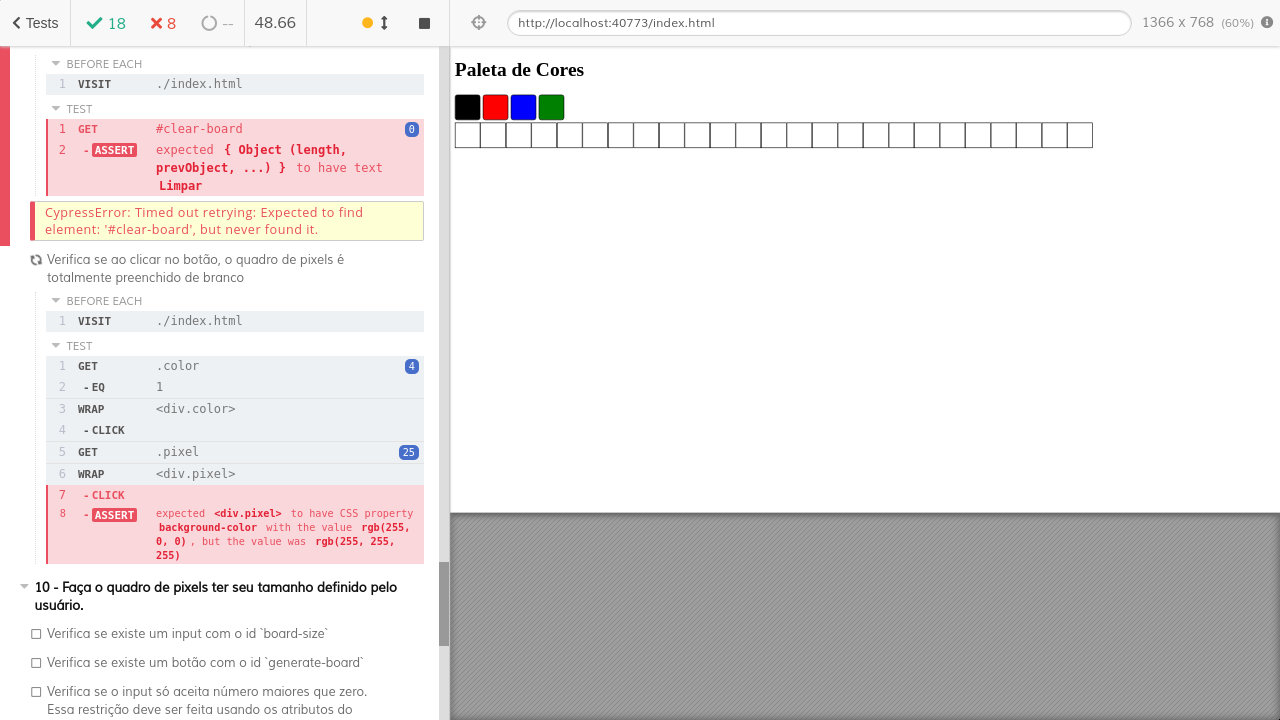 Tests
18
8
--
48.66
http://localhost:40773/index.html
1366 x 768 (60%)
BEFORE EACH
1 VISIT ./index.html
TEST
1 GET #clear-board 0
2 - ASSERT expected { Object (length,
prevObject, ...) } to have text
Limpar
CypressError: Timed out retrying: Expected to find
element: '#clear-board', but never found it.
Verifica se ao clicar no botão, o quadro de pixels é
totalmente preenchido de branco
BEFORE EACH
1 VISIT ./index.html
TEST
1 GET .color 4
2 - EQ 1
3 WRAP <div.color>
4 - CLICK
5 GET .pixel 25
6 WRAP <div.pixel>
7 - CLICK
8 - ASSERT expected <div.pixel> to have CSS property
background-color with the value rgb(255,
0, 0) , but the value was rgb(255, 255,
255)
10 - Faça o quadro de pixels ter seu tamanho definido pelo
usuário.
Verifica se existe um input com o id `board-size`
Verifica se existe um botão com o id `generate-board`
Verifica se o input só aceita número maiores que zero.
Essa restrição deve ser feita usando os atributos do
Paleta de Cores